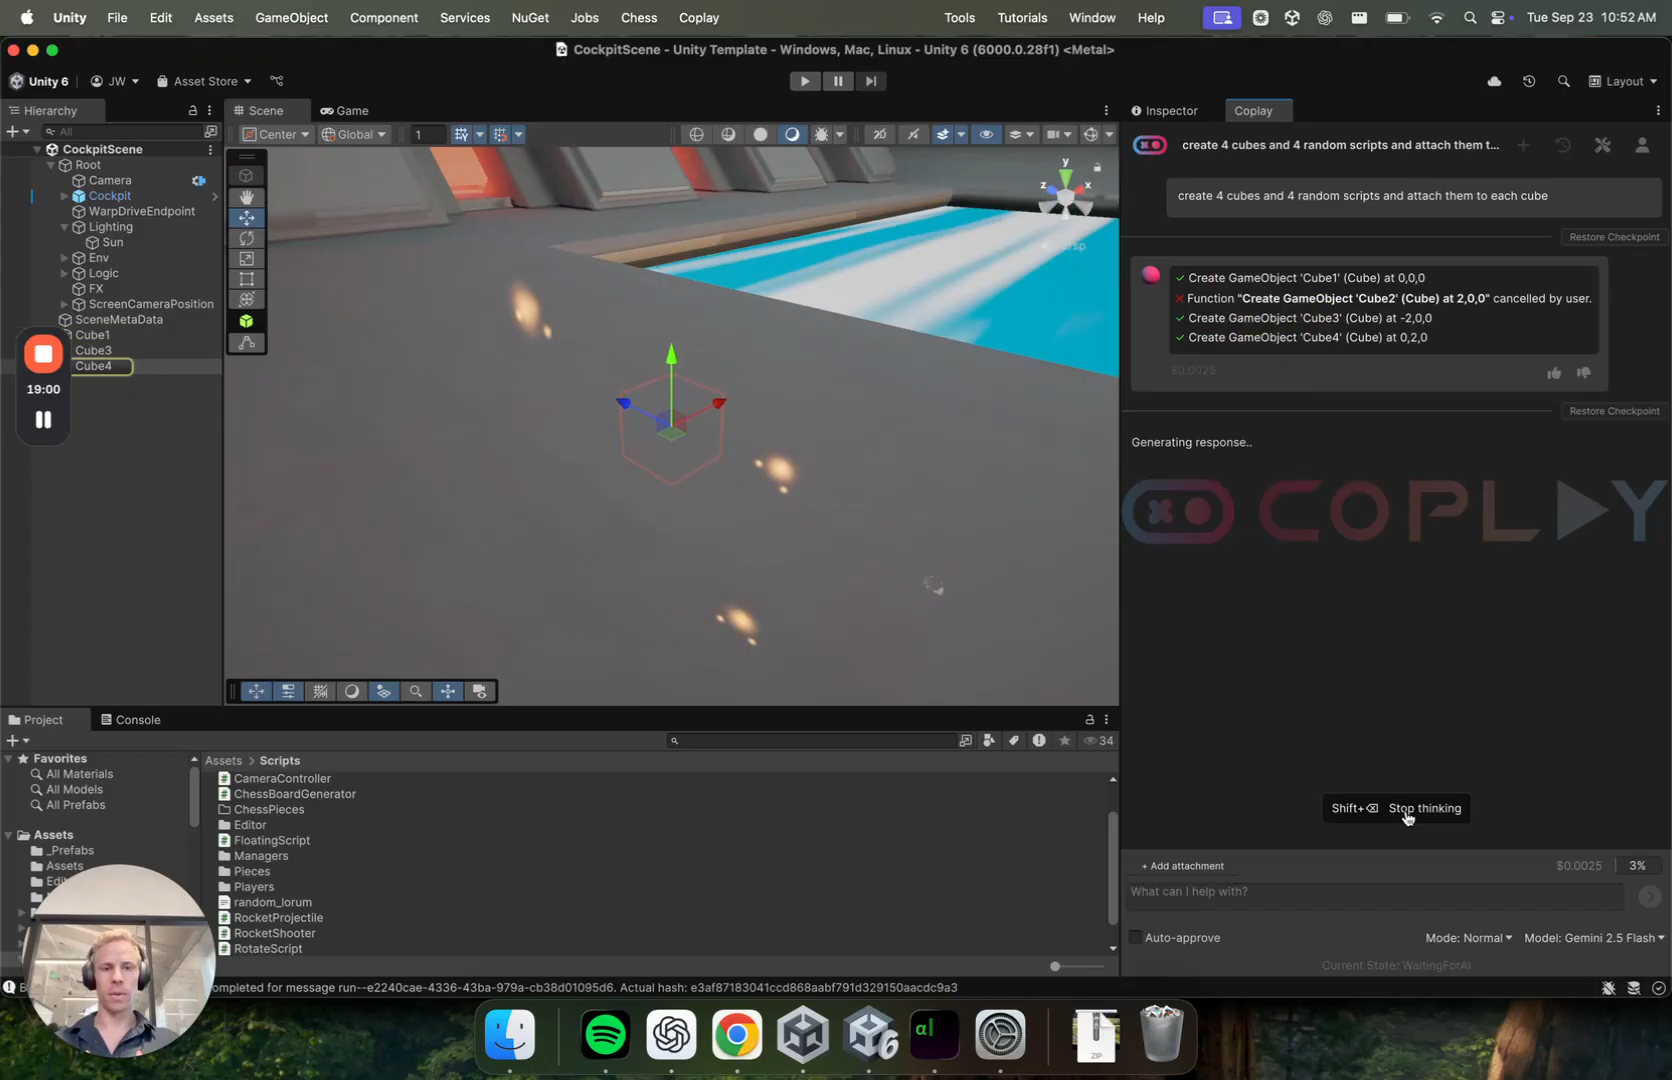 Unity File Edit Assets GameObject Component Services NuGet Jobs Chess Coplay Tools Tutorials Window Help Tue Sep 23 10:52 AM
CockpitScene - Unity Template - Windows, Mac, Linux - Unity 6 (6000.0.28f1) <Metal>
Unity 6 JW Asset Store Layout
Hierarchy Scene Game Inspector Coplay
All Center Global 1
CockpitScene
Root
Camera
Cockpit
WarpDriveEndpoint
Lighting
Sun
Env
Logic
FX
ScreenCameraPosition
SceneMetaData
Cube1
Cube3
Cube4
19:00
y
z x
create 4 cubes and 4 random scripts and attach them t...
create 4 cubes and 4 random scripts and attach them to each cube
Restore Checkpoint
✓ Create GameObject 'Cube1' (Cube) at 0,0,0
× Function "Create GameObject 'Cube2' (Cube) at 2,0,0" cancelled by user.
✓ Create GameObject 'Cube3' (Cube) at -2,0,0
✓ Create GameObject 'Cube4' (Cube) at 0,2,0
$0.0025
Restore Checkpoint
Generating response..
COPLAY
Shift+⌫ Stop thinking
+ Add attachment $0.0025 3%
What can I help with?
Auto-approve Mode: Normal Model: Gemini 2.5 Flash
Current State: WaitingForAI
Project Console
34
Favorites
All Materials
All Models
All Prefabs
Assets
_Prefabs
Assets
Assets > Scripts
CameraController
ChessBoardGenerator
ChessPieces
Editor
FloatingScript
Managers
Pieces
Players
random_lorum
RocketProjectile
RocketShooter
RotateScript
ompleted for message run--e2240cae-4336-43ba-979a-cb38d01095d6. Actual hash: e3af87183041ccd868aabf791d329150aacdc9a3
6
ZIP